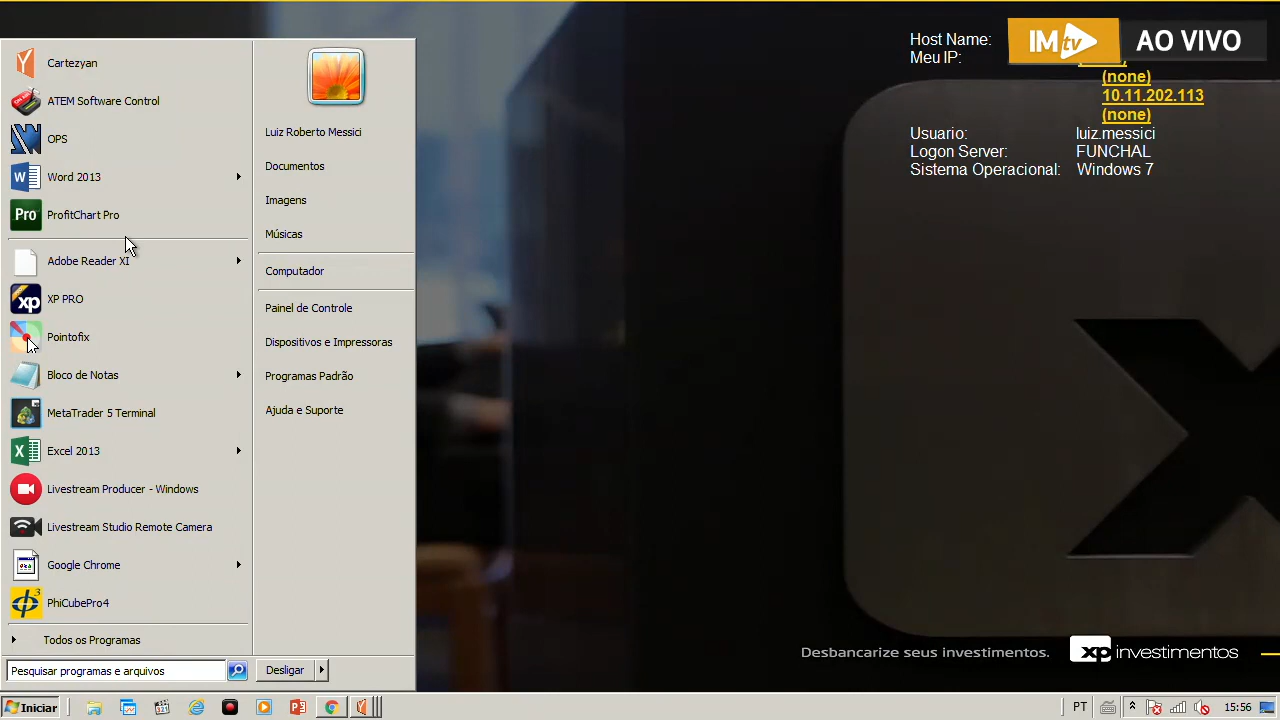 Cartezyan
ATEM Software Control
OPS
Word 2013
ProfitChart Pro
Adobe Reader XI
XP PRO
Pointofix
Bloco de Notas
MetaTrader 5 Terminal
Excel 2013
Livestream Producer - Windows
Livestream Studio Remote Camera
Google Chrome
PhiCubePro4
Todos os Programas
Pesquisar programas e arquivos
Luiz Roberto Messici
Documentos
Imagens
Músicas
Computador
Painel de Controle
Dispositivos e Impressoras
Programas Padrão
Ajuda e Suporte
Desligar
Host Name:
Meu IP:
IMtv AO VIVO
(none)
10.11.202.113
(none)
Usuario: luiz.messici
Logon Server: FUNCHAL
Sistema Operacional: Windows 7
Desbancarize seus investimentos. xp investimentos
Iniciar
PT
15:56